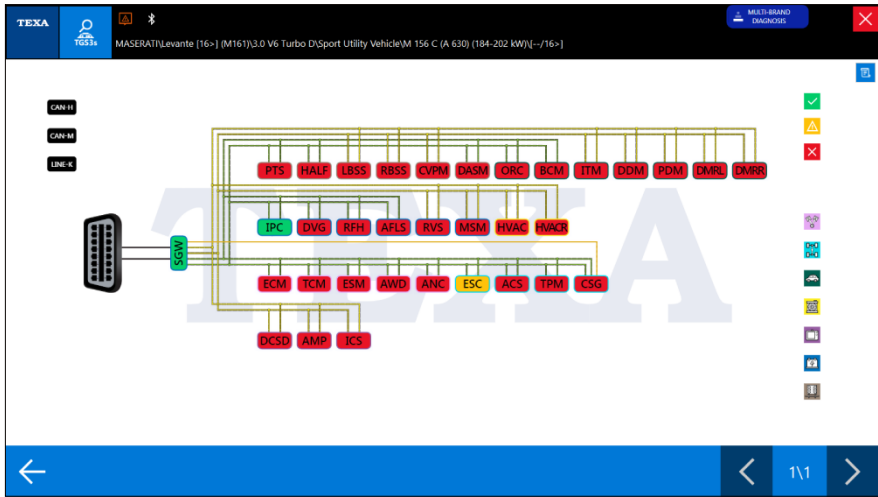 TEXA
TGS3s
MULTI-BRAND
DIAGNOSIS
MASERATI\Levante [16>] (M161)\3.0 V6 Turbo D\Sport Utility Vehicle\M 156 C (A 630) (184-202 kW)\[--/16>]
CAN-H
CAN-M
LINE-K
PTS HALF LBSS RBSS CVPM DASM ORC BCM ITM DDM PDM DMRL DMRR
IPC DVG RFH AFLS RVS MSM HVAC HVACR
SGW
ECM TCM ESM AWD ANC ESC ACS TPM CSG
DCSD AMP ICS
TEXA
1\1